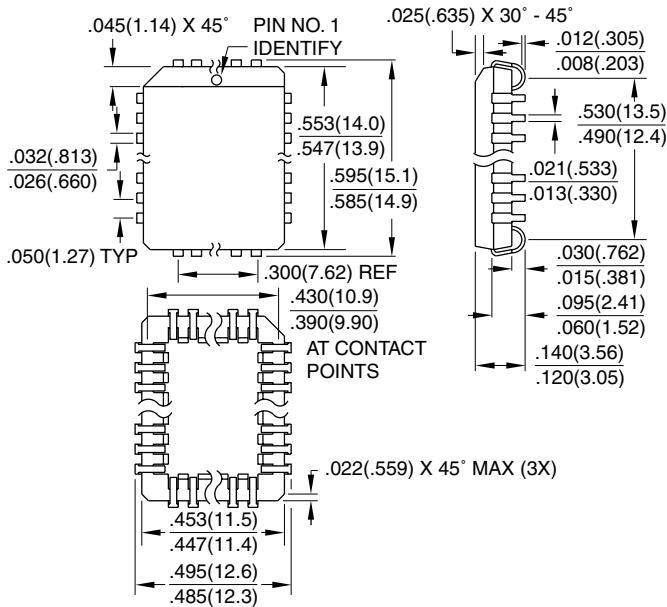 .045(1.14) X 45°
PIN NO. 1
IDENTIFY
.025(.635) X 30° - 45°
.012(.305)
.008(.203)
.553(14.0)
.547(13.9)
.530(13.5)
.490(12.4)
.032(.813)
.026(.660)
.595(15.1)
.585(14.9)
.021(.533)
.013(.330)
.050(1.27) TYP
.300(7.62) REF
.030(.762)
.015(.381)
.430(10.9)
.390(9.90)
AT CONTACT
POINTS
.095(2.41)
.060(1.52)
.140(3.56)
.120(3.05)
.022(.559) X 45° MAX (3X)
.453(11.5)
.447(11.4)
.495(12.6)
.485(12.3)